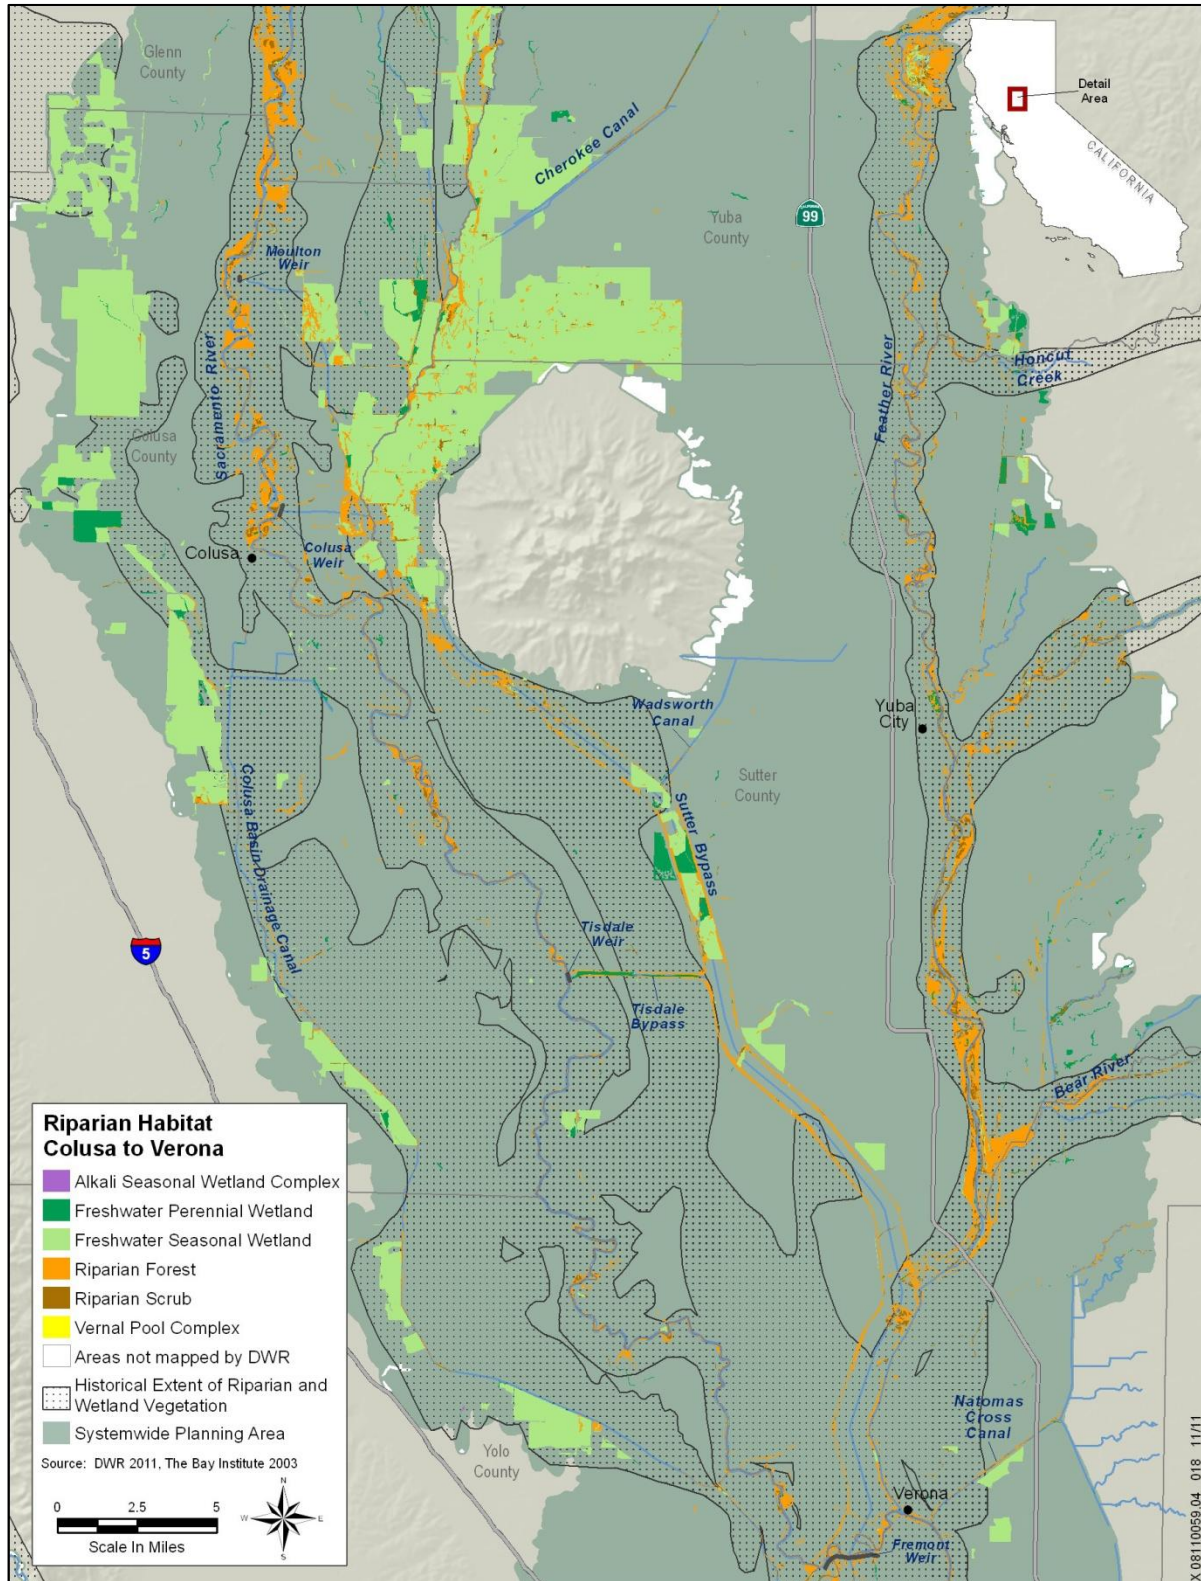 Glenn
County
Cherokee Canal
CALIFORNIA
99
Yuba
County
Detail
Area
CALIFORNIA
Moulton
Weir
Sacramento River
Feather River
Honcut
Creek
Colusa
County
Colusa
Colusa
Weir
Wadsworth
Canal
Yuba
City
Sutter
County
Sutter Bypass
Colusa Basin Drainage Canal
5
Tisdale
Weir
Tisdale
Bypass
Bear River
Riparian Habitat
Colusa to Verona
Alkali Seasonal Wetland Complex
Freshwater Perennial Wetland
Freshwater Seasonal Wetland
Riparian Forest
Riparian Scrub
Vernal Pool Complex
Areas not mapped by DWR
Historical Extent of Riparian and
Wetland Vegetation
Systemwide Planning Area
Source: DWR 2011, The Bay Institute 2003
0 2.5 5
Scale In Miles
N
W E
S
Yolo
County
Natomas
Cross
Canal
Verona
Fremont
Weir
X 08110059.04 018 11/11